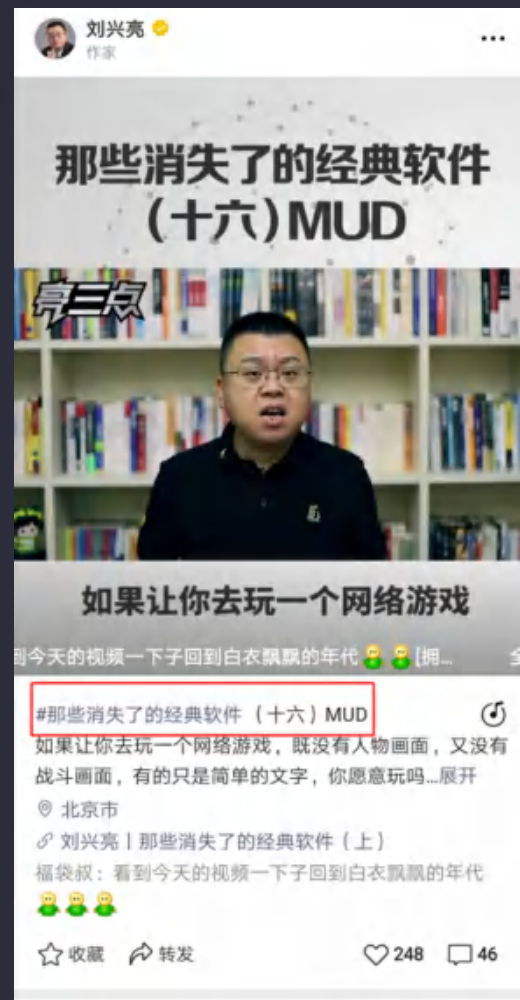 刘兴亮
作家
那些消失了的经典软件
（十六）MUD
亮三点
如果让你去玩一个网络游戏
到今天的视频一下子回到白衣飘飘的年代 [拥...
全
#那些消失了的经典软件 （十六）MUD
如果让你去玩一个网络游戏，既没有人物画面，又没有
战斗画面，有的只是简单的文字，你愿意玩吗...展开
北京市
刘兴亮丨那些消失了的经典软件（上）
福袋叔：看到今天的视频一下子回到白衣飘飘的年代
收藏 转发 248 46